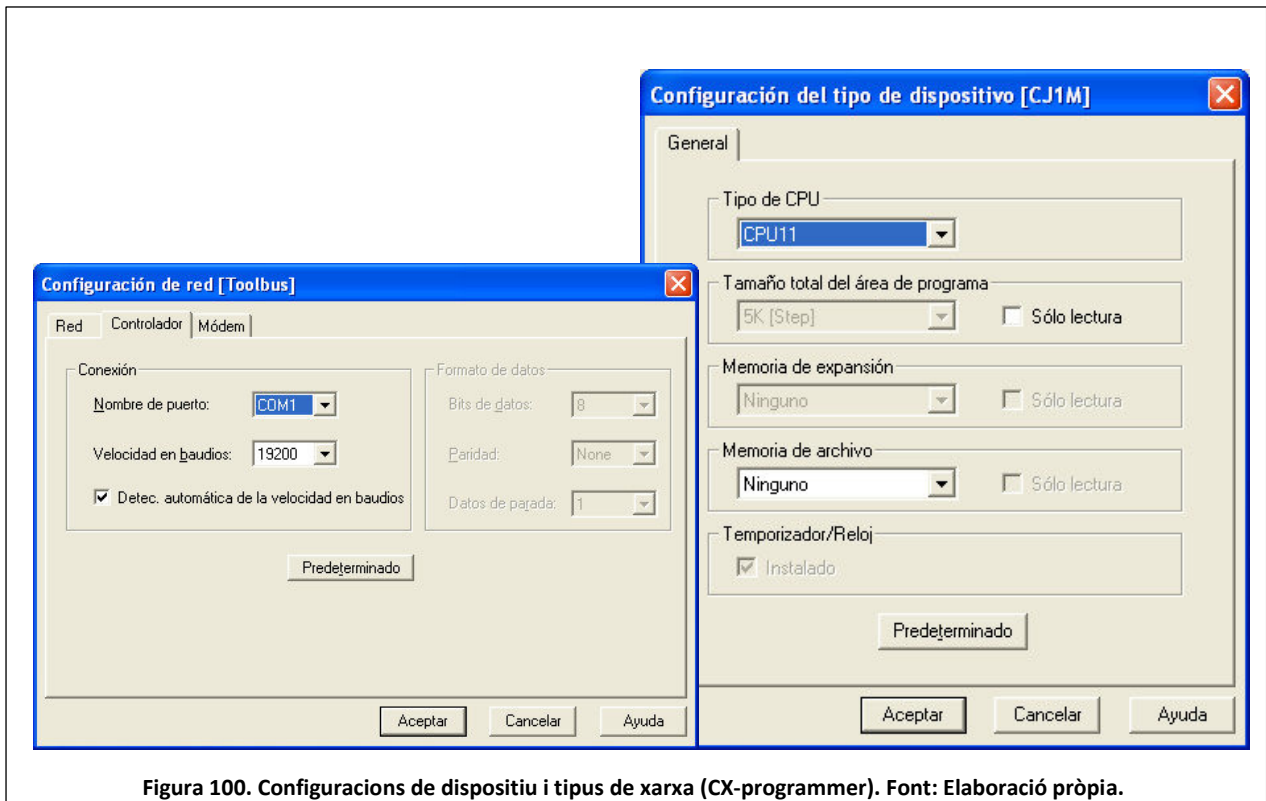 Configuración del tipo de dispositivo [CJ1M]
General
Tipo de CPU
CPU11
Tamaño total del área de programa
5K [Step]
Sólo lectura
Memoria de expansión
Ninguno
Sólo lectura
Memoria de archivo
Ninguno
Sólo lectura
Temporizador/Reloj
Instalado
Predeterminado
Aceptar Cancelar Ayuda
Configuración de red [Toolbus]
Red Controlador Módem
Conexión
Nombre de puerto: COM1
Velocidad en baudios: 19200
Detec. automática de la velocidad en baudios
Formato de datos
Bits de datos: 8
Paridad: None
Datos de parada: 1
Predeterminado
Aceptar Cancelar Ayuda
Figura 100. Configuracions de dispositiu i tipus de xarxa (CX-programmer). Font: Elaboració pròpia.